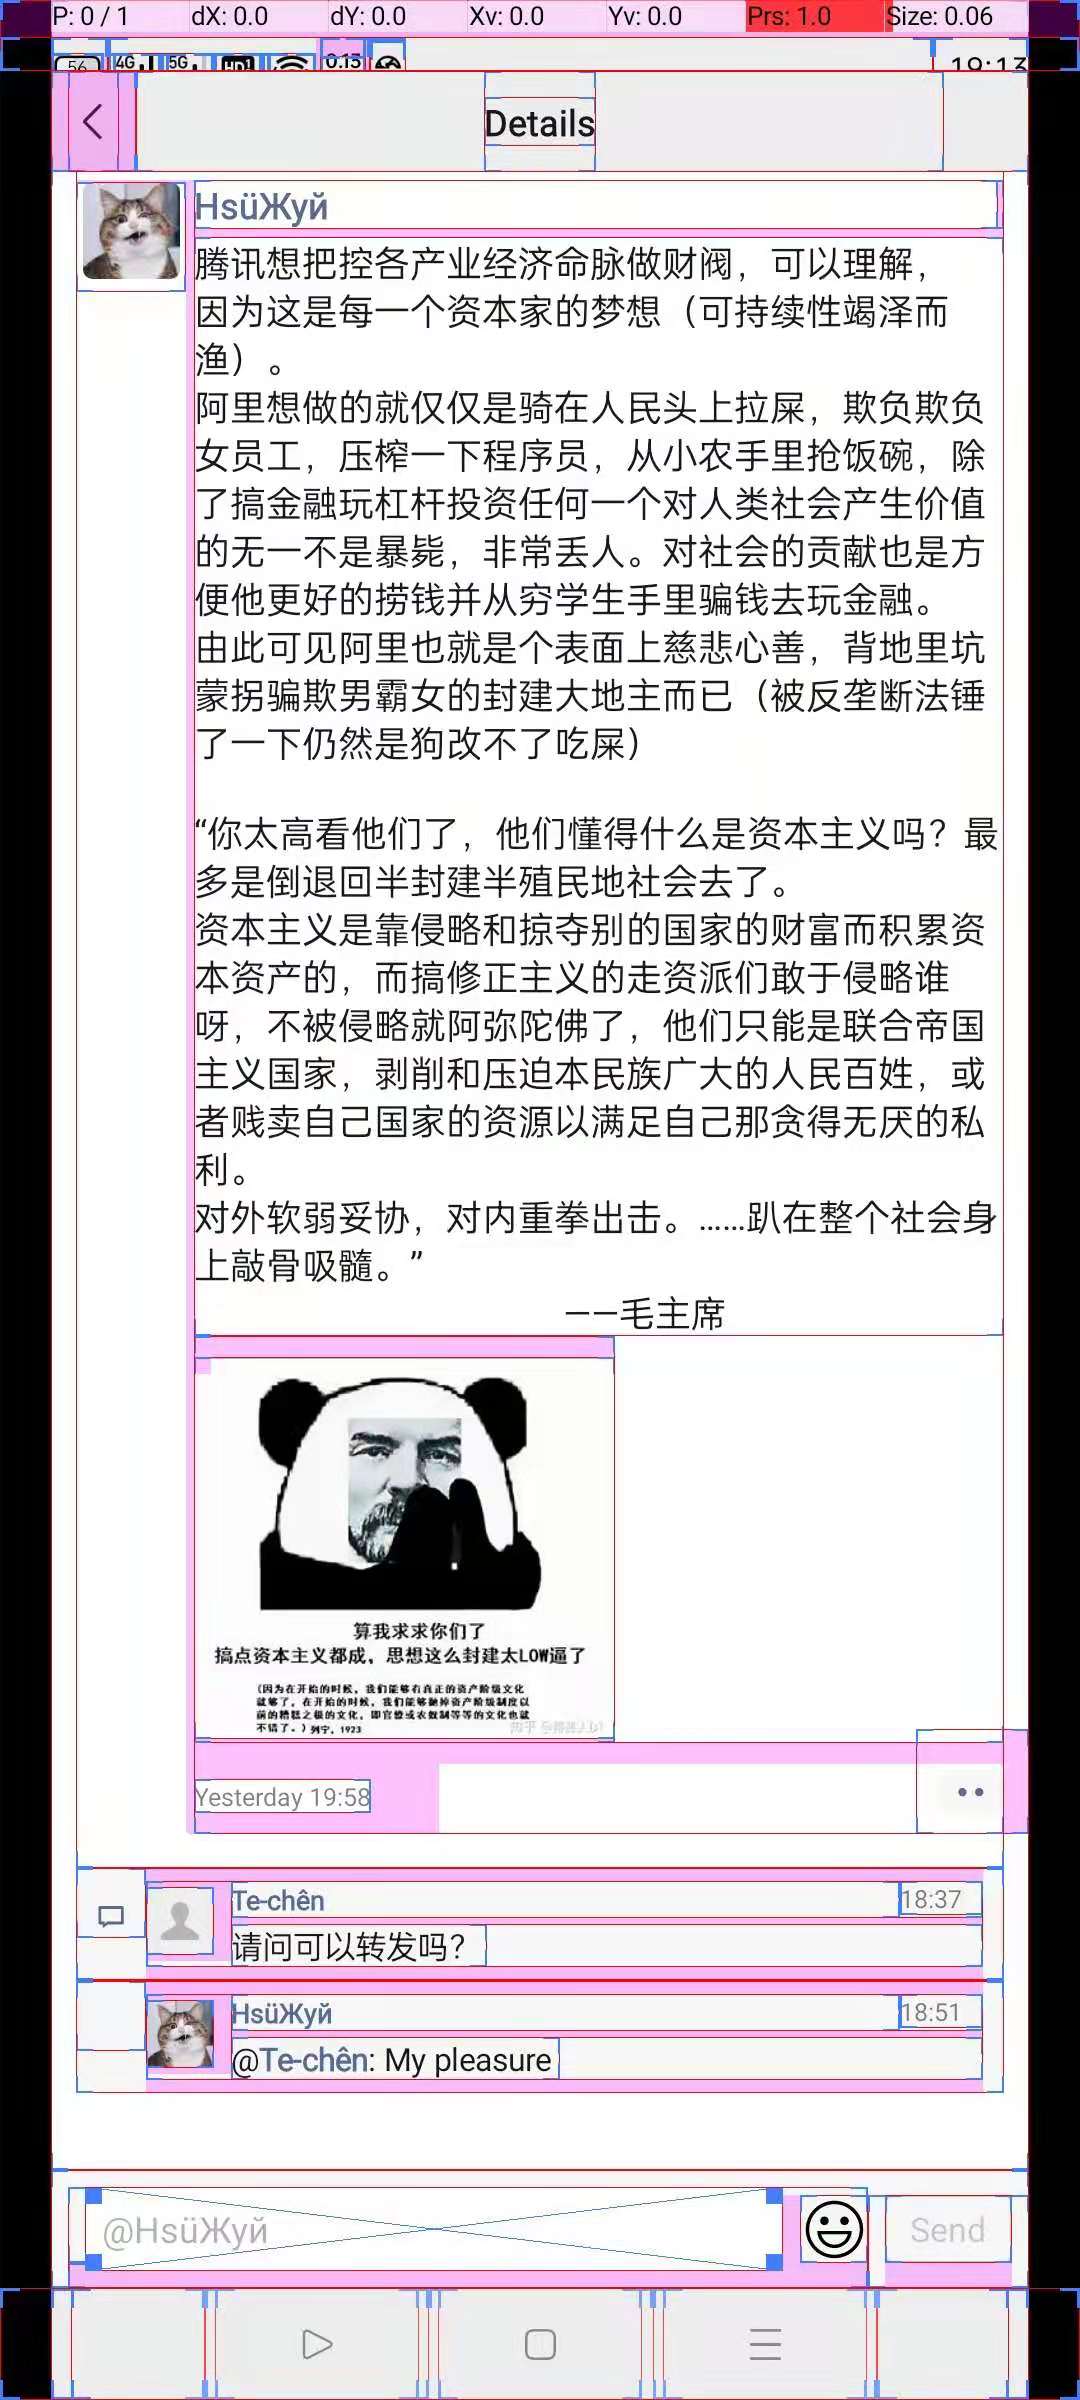 P: 0 / 1 dX: 0.0 dY: 0.0 Xv: 0.0 Yv: 0.0 Prs: 1.0 Size: 0.06
56 4G 5G HD1 0.15 19:13
Details
HsüЖуй
腾讯想把控各产业经济命脉做财阀，可以理解，
因为这是每一个资本家的梦想（可持续性竭泽而
渔）。
阿里想做的就仅仅是骑在人民头上拉屎，欺负欺负
女员工，压榨一下程序员，从小农手里抢饭碗，除
了搞金融玩杠杆投资任何一个对人类社会产生价值
的无一不是暴毙，非常丢人。对社会的贡献也是方
便他更好的捞钱并从穷学生手里骗钱去玩金融。
由此可见阿里也就是个表面上慈悲心善，背地里坑
蒙拐骗欺男霸女的封建大地主而已（被反垄断法锤
了一下仍然是狗改不了吃屎）
“你太高看他们了，他们懂得什么是资本主义吗？最
多是倒退回半封建半殖民地社会去了。
资本主义是靠侵略和掠夺别的国家的财富而积累资
本资产的，而搞修正主义的走资派们敢于侵略谁
呀，不被侵略就阿弥陀佛了，他们只能是联合帝国
主义国家，剥削和压迫本民族广大的人民百姓，或
者贱卖自己国家的资源以满足自己那贪得无厌的私
利。
对外软弱妥协，对内重拳出击。……趴在整个社会身
上敲骨吸髓。”
——毛主席
算我求求你们了
搞点资本主义都成，思想这么封建太LOW逼了
（因为在开始的时候，我们能够有真正的资产阶级文化
就够了，在开始的时候，我们能够抛掉资产阶级制度以
前的糟糕之极的文化，即官僚或农奴制等等的文化也就
不错了。）列宁，1923
知乎
Yesterday 19:58
Te-chên 18:37
请问可以转发吗？
HsüЖуй 18:51
@Te-chên: My pleasure
@HsüЖуй Send